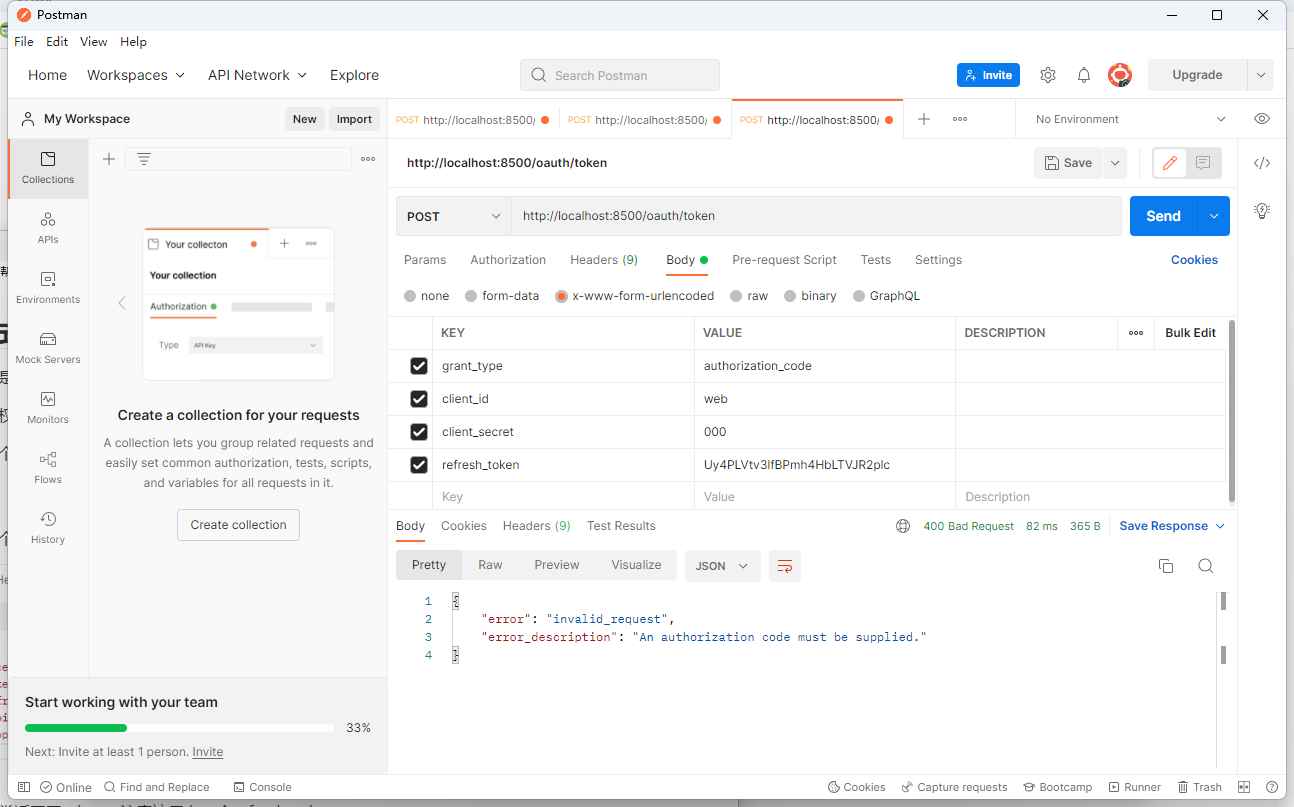 Postman
File Edit View Help
Home Workspaces API Network Explore Search Postman Invite Upgrade
My Workspace New Import POST http://localhost:8500/ POST http://localhost:8500/ POST http://localhost:8500/ No Environment
Collections
APIs
Environments
Mock Servers
Monitors
Flows
History
Your collecton
Your collection
Authorization
Type API Key
Create a collection for your requests
A collection lets you group related requests and
easily set common authorization, tests, scripts,
and variables for all requests in it.
Create collection
Start working with your team
33%
Next: Invite at least 1 person. Invite
http://localhost:8500/oauth/token Save
POST http://localhost:8500/oauth/token Send
Params Authorization Headers (9) Body Pre-request Script Tests Settings Cookies
none form-data x-www-form-urlencoded raw binary GraphQL
KEY VALUE DESCRIPTION Bulk Edit
grant_type authorization_code
client_id web
client_secret 000
refresh_token Uy4PLVtv3lfBPmh4HbLTVJR2plc
Key Value Description
Body Cookies Headers (9) Test Results 400 Bad Request 82 ms 365 B Save Response
Pretty Raw Preview Visualize JSON
1 {
2 "error": "invalid_request",
3 "error_description": "An authorization code must be supplied."
4 }
Online Find and Replace Console Cookies Capture requests Bootcamp Runner Trash